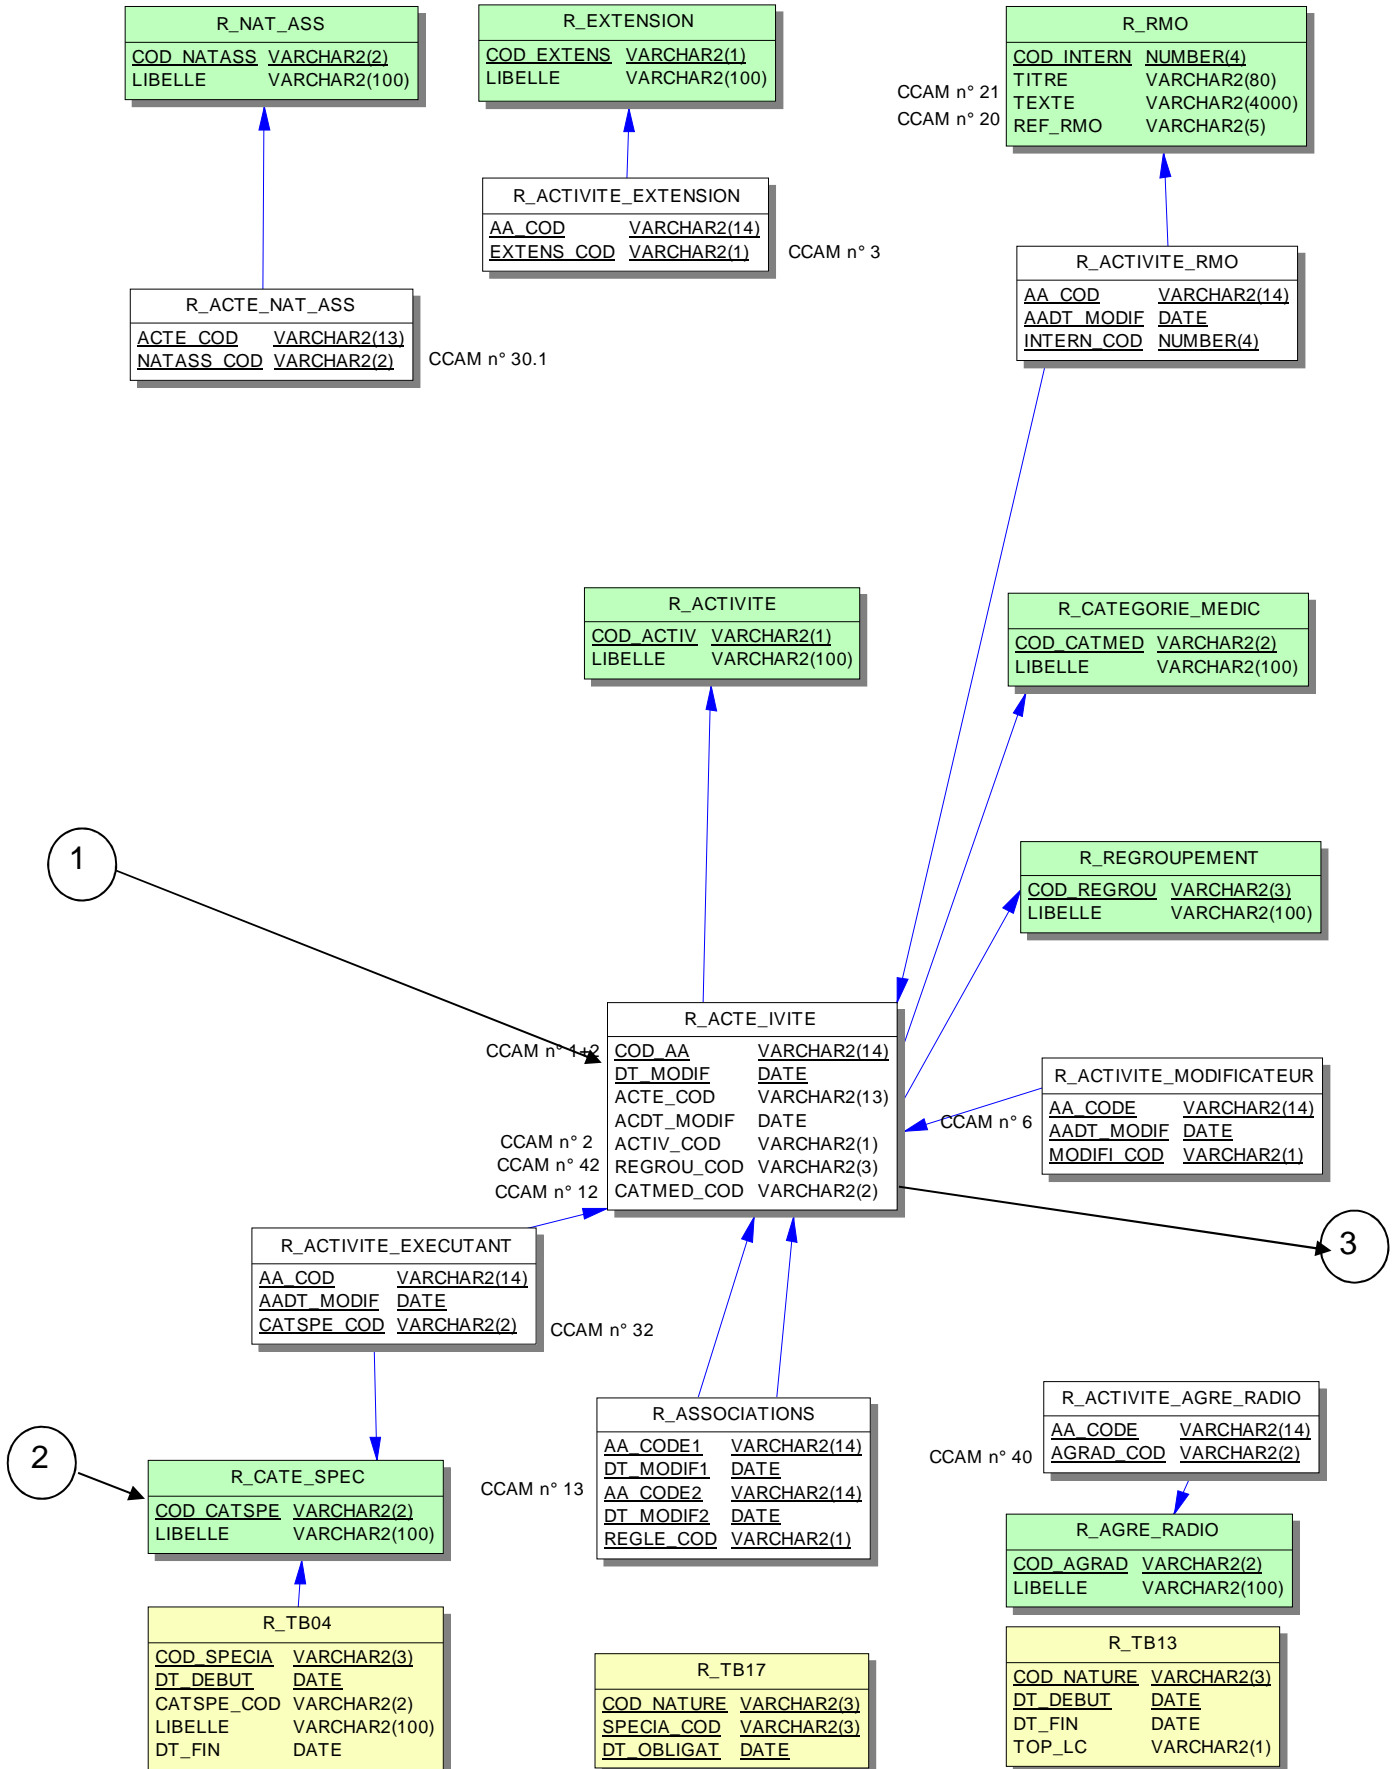 R_NAT_ASS
COD_NATASS VARCHAR2(2)
LIBELLE VARCHAR2(100)
R_EXTENSION
COD_EXTENS VARCHAR2(1)
LIBELLE VARCHAR2(100)
R_RMO
COD_INTERN NUMBER(4)
TITRE VARCHAR2(80)
TEXTE VARCHAR2(4000)
REF_RMO VARCHAR2(5)
CCAM n° 21
CCAM n° 20
R_ACTIVITE_EXTENSION
AA_COD VARCHAR2(14)
EXTENS_COD VARCHAR2(1)
CCAM n° 3
R_ACTIVITE_RMO
AA_COD VARCHAR2(14)
AADT_MODIF DATE
INTERN_COD NUMBER(4)
R_ACTE_NAT_ASS
ACTE_COD VARCHAR2(13)
NATASS_COD VARCHAR2(2)
CCAM n° 30.1
R_ACTIVITE
COD_ACTIV VARCHAR2(1)
LIBELLE VARCHAR2(100)
R_CATEGORIE_MEDIC
COD_CATMED VARCHAR2(2)
LIBELLE VARCHAR2(100)
1
R_REGROUPEMENT
COD_REGROU VARCHAR2(3)
LIBELLE VARCHAR2(100)
R_ACTE_IVITE
COD_AA VARCHAR2(14)
DT_MODIF DATE
ACTE_COD VARCHAR2(13)
ACDT_MODIF DATE
ACTIV_COD VARCHAR2(1)
REGROU_COD VARCHAR2(3)
CATMED_COD VARCHAR2(2)
CCAM n° 1+2
CCAM n° 2
CCAM n° 42
CCAM n° 12
R_ACTIVITE_MODIFICATEUR
AA_CODE VARCHAR2(14)
AADT_MODIF DATE
MODIFI_COD VARCHAR2(1)
CCAM n° 6
3
R_ACTIVITE_EXECUTANT
AA_COD VARCHAR2(14)
AADT_MODIF DATE
CATSPE_COD VARCHAR2(2)
CCAM n° 32
R_ASSOCIATIONS
AA_CODE1 VARCHAR2(14)
DT_MODIF1 DATE
AA_CODE2 VARCHAR2(14)
DT_MODIF2 DATE
REGLE_COD VARCHAR2(1)
CCAM n° 13
R_ACTIVITE_AGRE_RADIO
AA_CODE VARCHAR2(14)
AGRAD_COD VARCHAR2(2)
CCAM n° 40
2
R_CATE_SPEC
COD_CATSPE VARCHAR2(2)
LIBELLE VARCHAR2(100)
R_AGRE_RADIO
COD_AGRAD VARCHAR2(2)
LIBELLE VARCHAR2(100)
R_TB04
COD_SPECIA VARCHAR2(3)
DT_DEBUT DATE
CATSPE_COD VARCHAR2(2)
LIBELLE VARCHAR2(100)
DT_FIN DATE
R_TB17
COD_NATURE VARCHAR2(3)
SPECIA_COD VARCHAR2(3)
DT_OBLIGAT DATE
R_TB13
COD_NATURE VARCHAR2(3)
DT_DEBUT DATE
DT_FIN DATE
TOP_LC VARCHAR2(1)